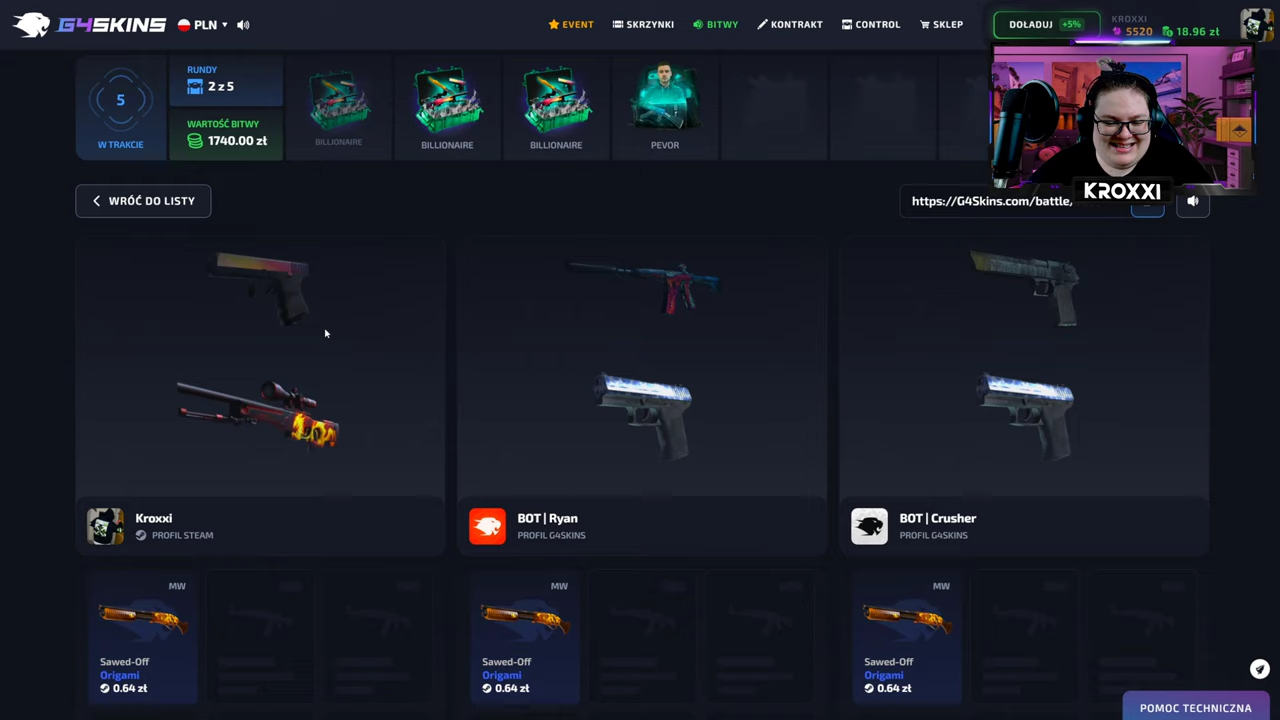 G4SKINS
PLN
EVENT
SKRZYNKI
BITWY
KONTRAKT
CONTROL
SKLEP
DOŁADUJ +5%
KROXXI
5520 18.96 zł
5
W TRAKCIE
RUNDY
2 z 5
WARTOŚĆ BITWY
1740.00 zł
BILLIONAIRE
BILLIONAIRE
BILLIONAIRE
PEVOR
KROXXI
WRÓĆ DO LISTY
https://G4Skins.com/battle,
Kroxxi
PROFIL STEAM
BOT | Ryan
PROFIL G4SKINS
BOT | Crusher
PROFIL G4SKINS
MW
Sawed-Off
Origami
0.64 zł
MW
Sawed-Off
Origami
0.64 zł
MW
Sawed-Off
Origami
0.64 zł
POMOC TECHNICZNA